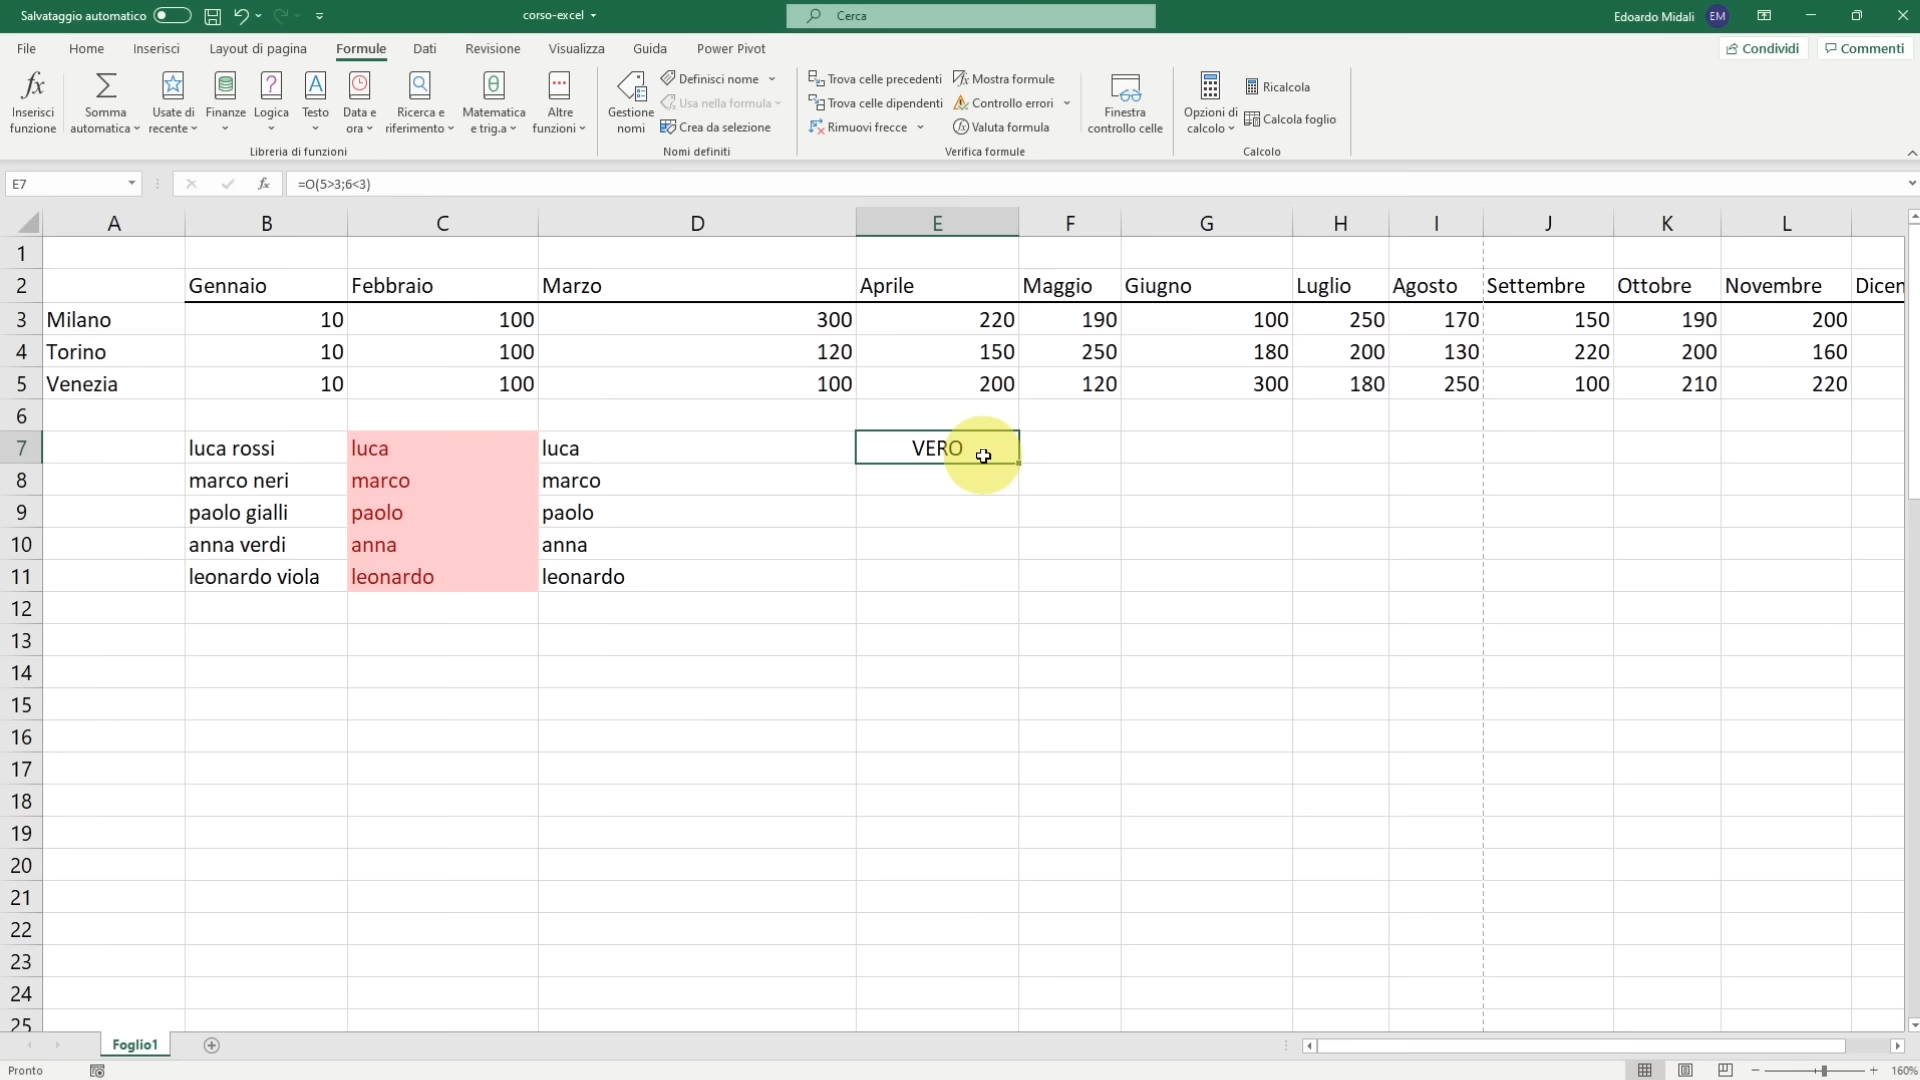 Salvataggio automatico corso-excel Cerca Edoardo Midali EM
File Home Inserisci Layout di pagina Formule Dati Revisione Visualizza Guida Power Pivot Condividi Commenti
Inserisci funzione
Somma automatica
Usate di recente
Finanze
Logica
Testo
Data e ora
Ricerca e riferimento
Matematica e trig.a
Altre funzioni
Libreria di funzioni
Gestione nomi
Definisci nome
Usa nella formula
Crea da selezione
Nomi definiti
Trova celle precedenti
Trova celle dipendenti
Rimuovi frecce
Mostra formule
Controllo errori
Valuta formula
Verifica formule
Finestra controllo celle
Opzioni di calcolo
Ricalcola
Calcola foglio
Calcolo
E7 fx =O(5>3;6<3)
A B C D E F G H I J K L
1
2 Gennaio Febbraio Marzo Aprile Maggio Giugno Luglio Agosto Settembre Ottobre Novembre Dicen
3 Milano 10 100 300 220 190 100 250 170 150 190 200
4 Torino 10 100 120 150 250 180 200 130 220 200 160
5 Venezia 10 100 100 200 120 300 180 250 100 210 220
6
7 luca rossi luca luca VERO
8 marco neri marco marco
9 paolo gialli paolo paolo
10 anna verdi anna anna
11 leonardo viola leonardo leonardo
12
13
14
15
16
17
18
19
20
21
22
23
24
25
Foglio1
Pronto 160%